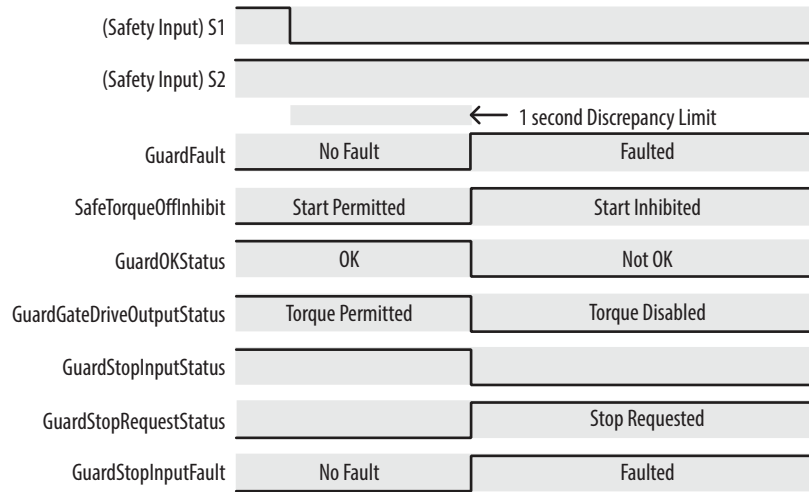 (Safety Input) S1
(Safety Input) S2
1 second Discrepancy Limit
GuardFault No Fault Faulted
SafeTorqueOffInhibit Start Permitted Start Inhibited
GuardOKStatus OK Not OK
GuardGateDriveOutputStatus Torque Permitted Torque Disabled
GuardStopInputStatus
GuardStopRequestStatus Stop Requested
GuardStopInputFault No Fault Faulted